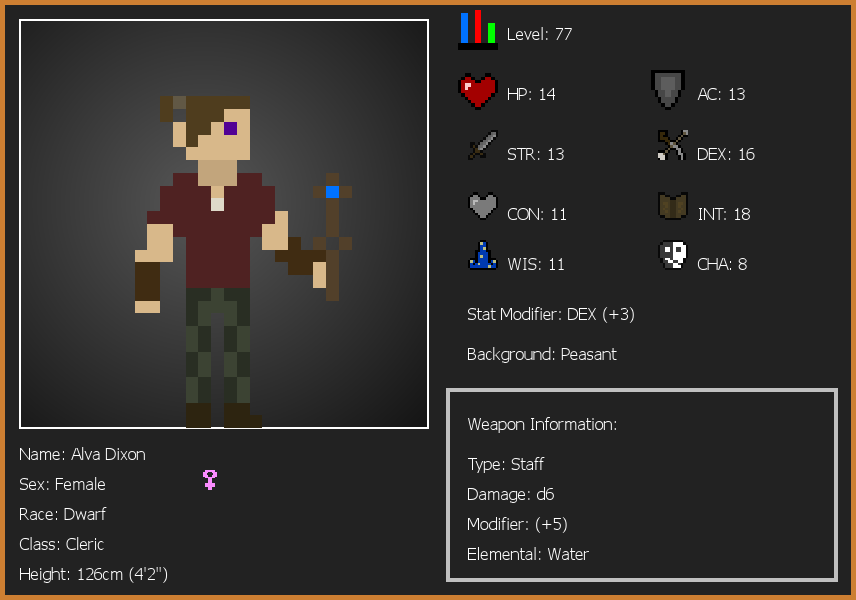 Level: 77
HP: 14
AC: 13
STR: 13
DEX: 16
CON: 11
INT: 18
WIS: 11
CHA: 8
Stat Modifier: DEX (+3)
Background: Peasant
Weapon Information:
Type: Staff
Damage: d6
Modifier: (+5)
Elemental: Water
Name: Alva Dixon
Sex: Female
Race: Dwarf
Class: Cleric
Height: 126cm (4'2")